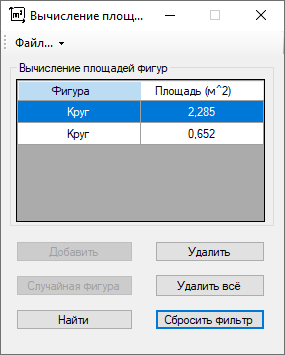 m² Вычисление площ...
Файл...
Вычисление площадей фигур
Фигура Площадь (м^2)
Круг 2,285
Круг 0,652
Добавить Удалить
Случайная фигура Удалить всё
Найти Сбросить фильтр